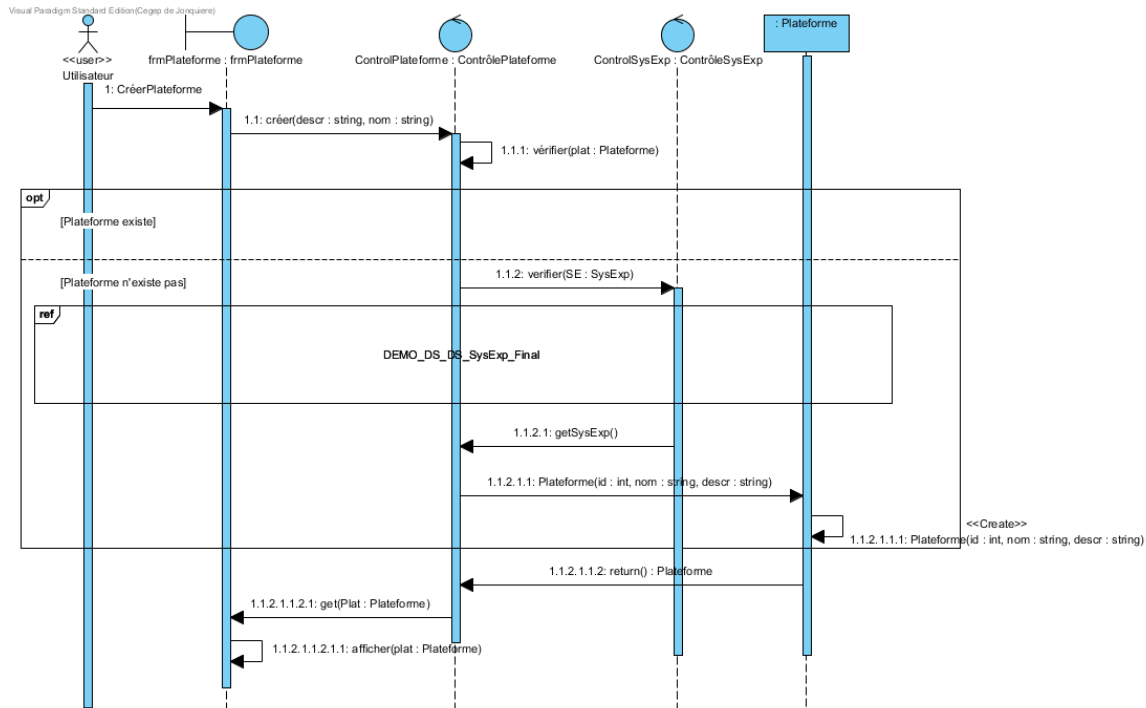 Visual Paradigm Standard Edition(Cegep de Jonquiere)
: Plateforme
<<user>>
Utilisateur
frmPlateforme : frmPlateforme
ControlPlateforme : ContrôlePlateforme
ControlSysExp : ContrôleSysExp
1: CréerPlateforme
1.1: créer(descr : string, nom : string)
1.1.1: vérifier(plat : Plateforme)
opt
[Plateforme existe]
[Plateforme n'existe pas]
1.1.2: verifier(SE : SysExp)
ref
DEMO_DS_DS_SysExp_Final
1.1.2.1: getSysExp()
1.1.2.1.1: Plateforme(id : int, nom : string, descr : string)
<<Create>>
1.1.2.1.1.1: Plateforme(id : int, nom : string, descr : string)
1.1.2.1.1.2: return() : Plateforme
1.1.2.1.1.2.1: get(Plat : Plateforme)
1.1.2.1.1.2.1.1: afficher(plat : Plateforme)